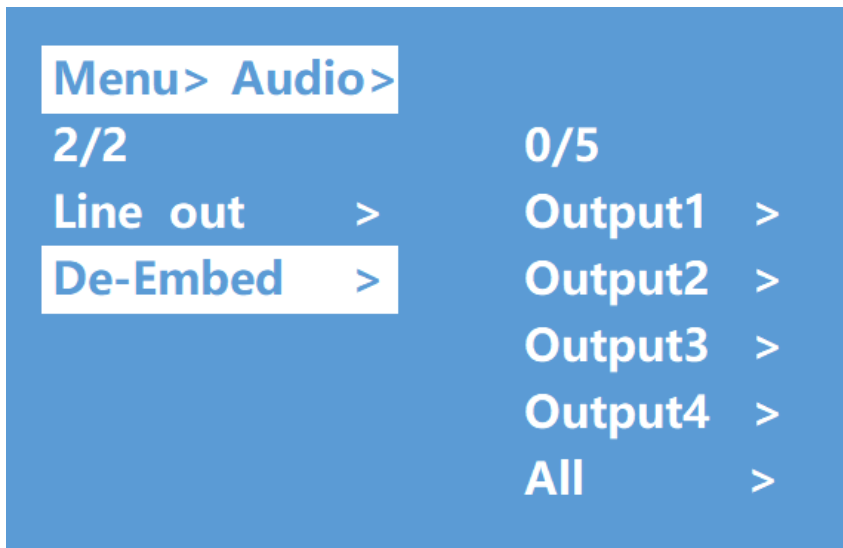 Menu> Audio>
2/2
Line out >
De-Embed >
0/5
Output1 >
Output2 >
Output3 >
Output4 >
All >